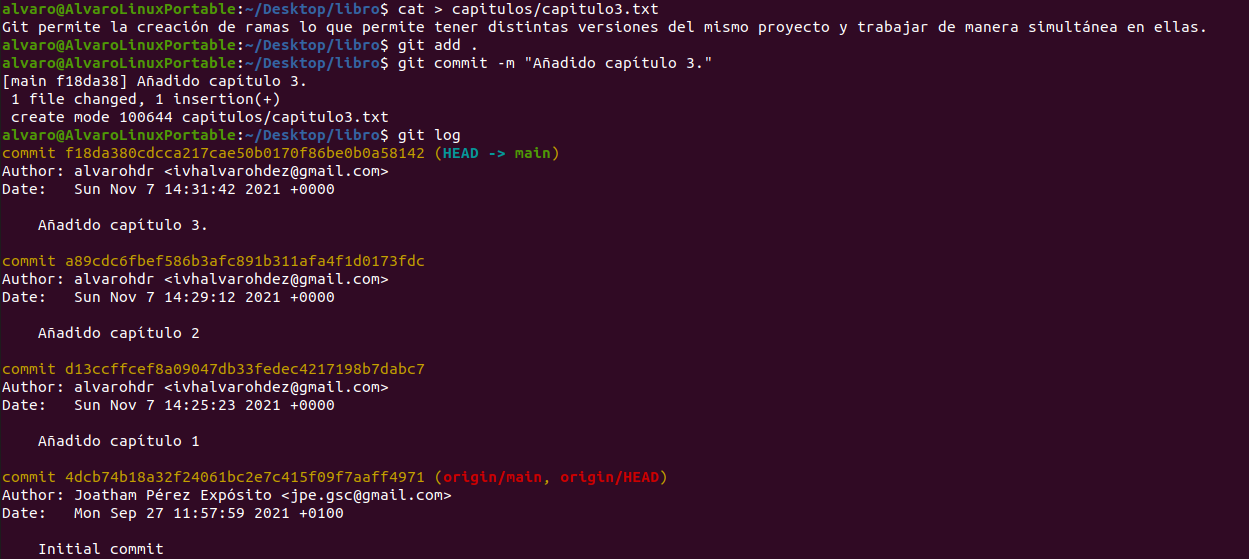 alvaro@AlvaroLinuxPortable:~/Desktop/libro$ cat > capitulos/capitulo3.txt
Git permite la creación de ramas lo que permite tener distintas versiones del mismo proyecto y trabajar de manera simultánea en ellas.
alvaro@AlvaroLinuxPortable:~/Desktop/libro$ git add .
alvaro@AlvaroLinuxPortable:~/Desktop/libro$ git commit -m "Añadido capítulo 3."
[main f18da38] Añadido capítulo 3.
 1 file changed, 1 insertion(+)
 create mode 100644 capitulos/capitulo3.txt
alvaro@AlvaroLinuxPortable:~/Desktop/libro$ git log
commit f18da380cdcca217cae50b0170f86be0b0a58142 (HEAD -> main)
Author: alvarohdr <ivhalvarohdez@gmail.com>
Date:   Sun Nov 7 14:31:42 2021 +0000

    Añadido capítulo 3.

commit a89cdc6fbef586b3afc891b311afa4f1d0173fdc
Author: alvarohdr <ivhalvarohdez@gmail.com>
Date:   Sun Nov 7 14:29:12 2021 +0000

    Añadido capítulo 2

commit d13ccffcef8a09047db33fedec4217198b7dabc7
Author: alvarohdr <ivhalvarohdez@gmail.com>
Date:   Sun Nov 7 14:25:23 2021 +0000

    Añadido capítulo 1

commit 4dcb74b18a32f24061bc2e7c415f09f7aaff4971 (origin/main, origin/HEAD)
Author: Joatham Pérez Expósito <jpe.gsc@gmail.com>
Date:   Mon Sep 27 11:57:59 2021 +0100

    Initial commit